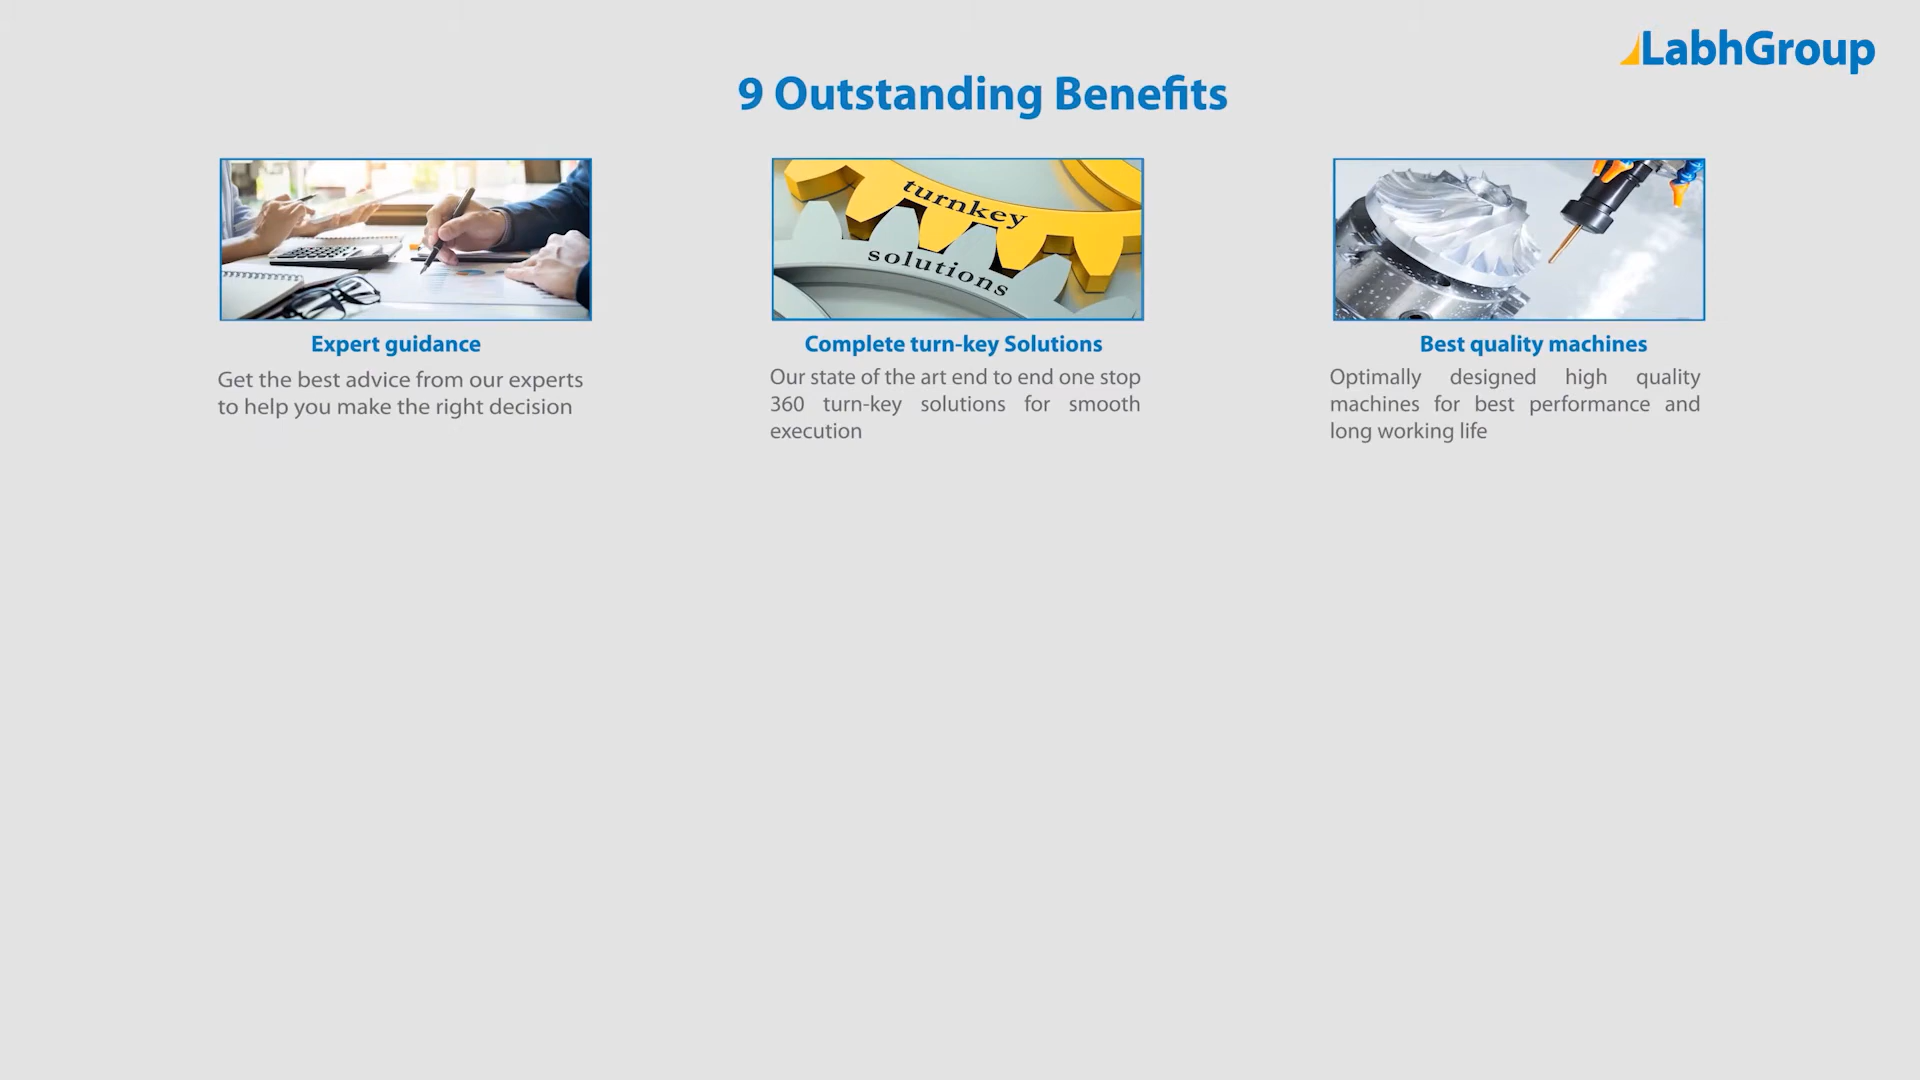 LabhGroup
9 Outstanding Benefits
turnkey
solutions
Expert guidance
Get the best advice from our experts
to help you make the right decision
Complete turn-key Solutions
Our state of the art end to end one stop
360 turn-key solutions for smooth
execution
Best quality machines
Optimally designed high quality
machines for best performance and
long working life